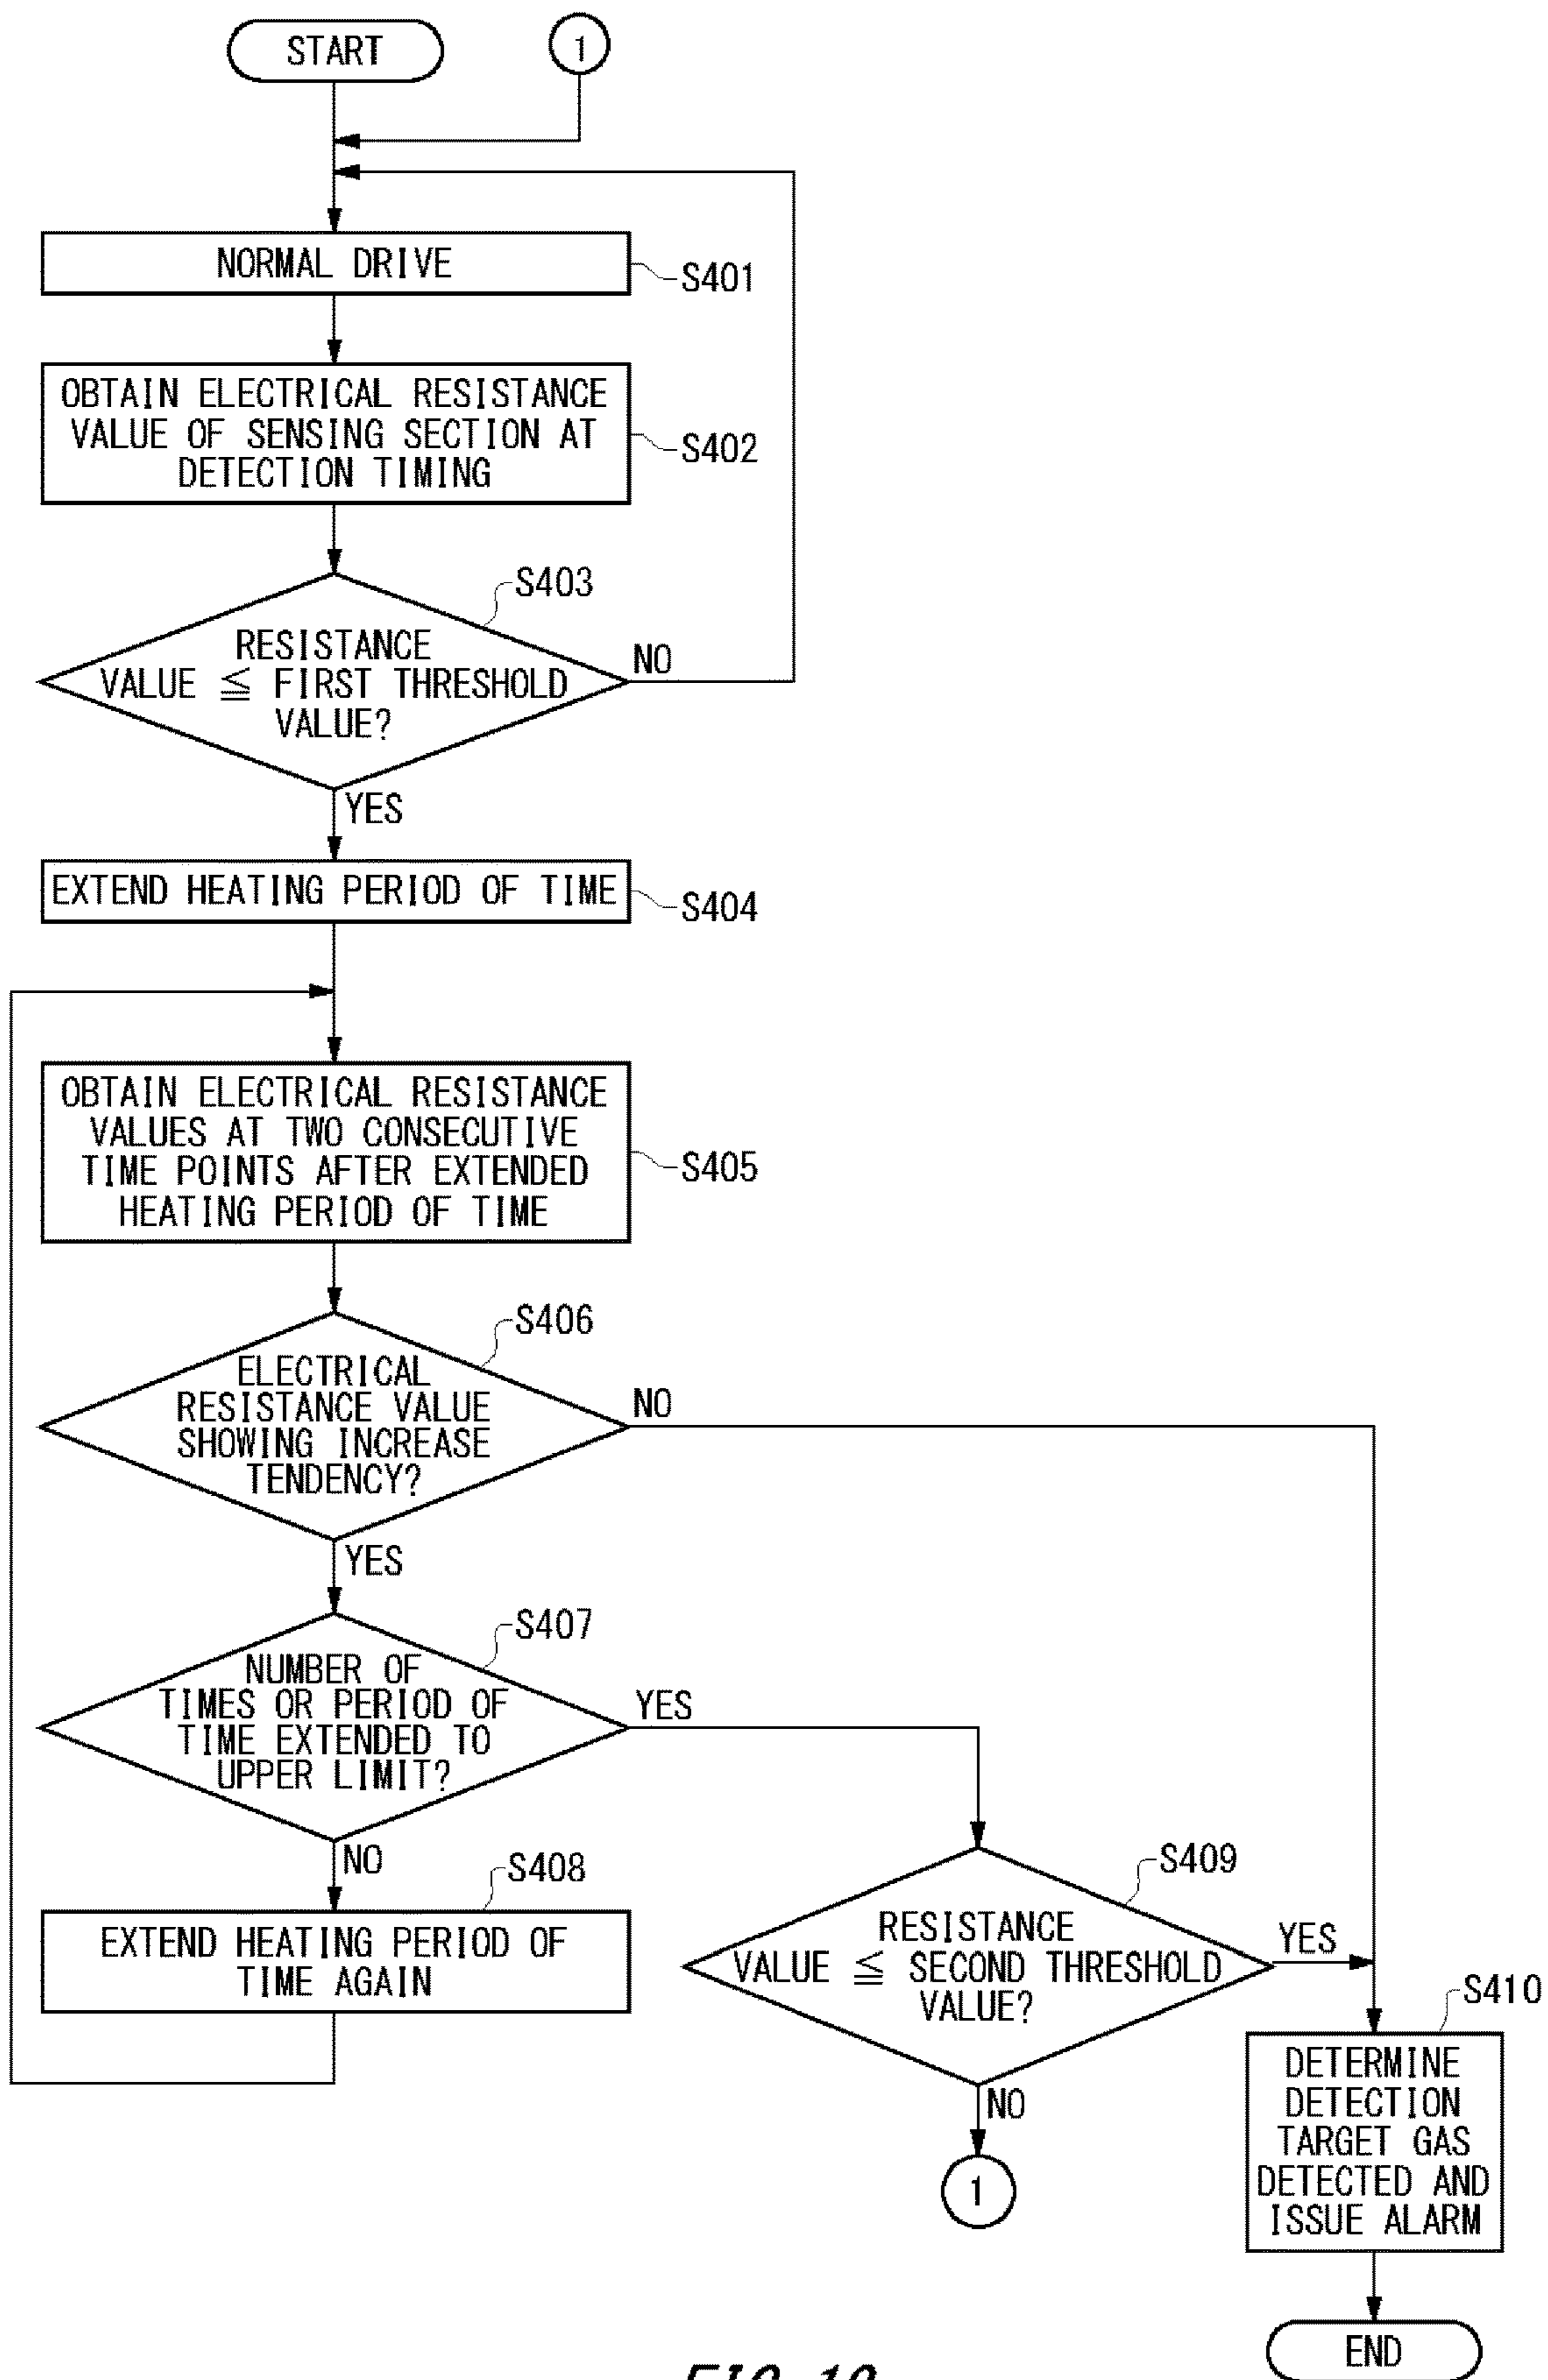 START
1
NORMAL DRIVE
S401
OBTAIN ELECTRICAL RESISTANCE
VALUE OF SENSING SECTION AT
DETECTION TIMING
S402
S403
RESISTANCE
VALUE ≦ FIRST THRESHOLD
VALUE?
NO
YES
EXTEND HEATING PERIOD OF TIME
S404
OBTAIN ELECTRICAL RESISTANCE
VALUES AT TWO CONSECUTIVE
TIME POINTS AFTER EXTENDED
HEATING PERIOD OF TIME
S405
S406
ELECTRICAL
RESISTANCE VALUE
SHOWING INCREASE
TENDENCY?
NO
YES
S407
NUMBER OF
TIMES OR PERIOD OF
TIME EXTENDED TO
UPPER LIMIT?
YES
NO
S408
EXTEND HEATING PERIOD OF
TIME AGAIN
S409
RESISTANCE
VALUE ≦ SECOND THRESHOLD
VALUE?
YES
NO
1
S410
DETERMINE
DETECTION
TARGET GAS
DETECTED AND
ISSUE ALARM
END